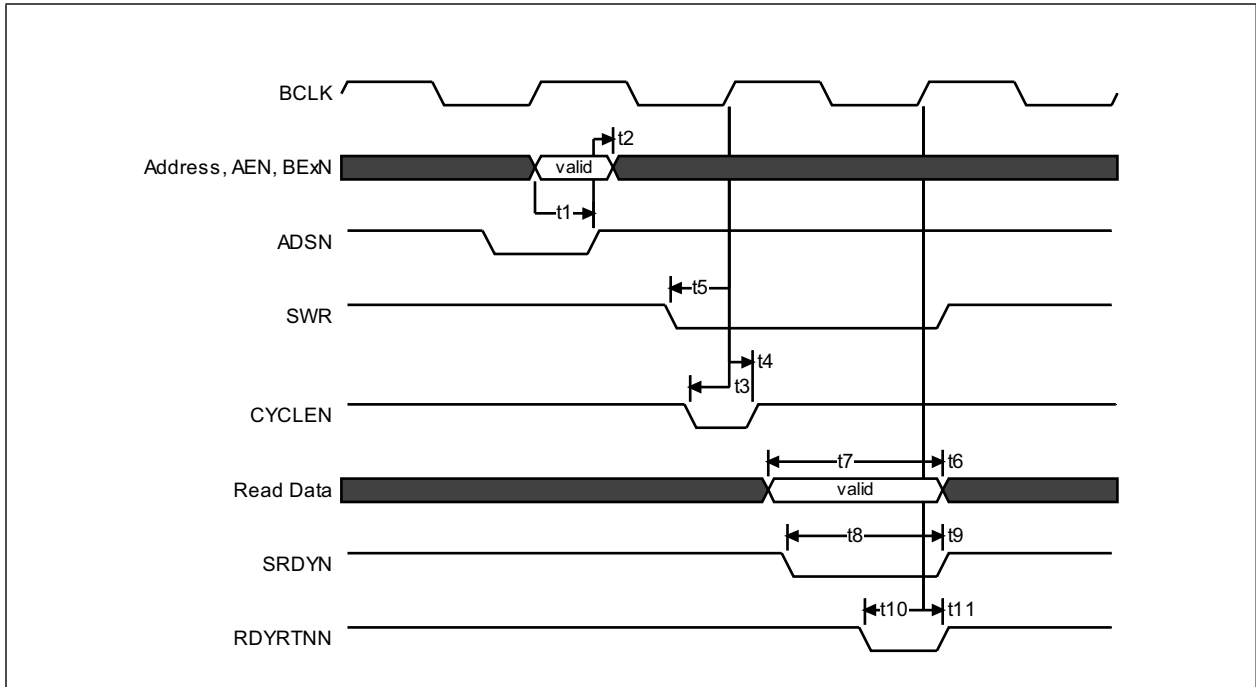 BCLK
t2
Address, AEN, BExN
valid
t1
ADSN
t5
SWR
t4
t3
CYCLEN
t7
t6
Read Data
valid
t8
t9
SRDYN
t10
t11
RDYRTNN